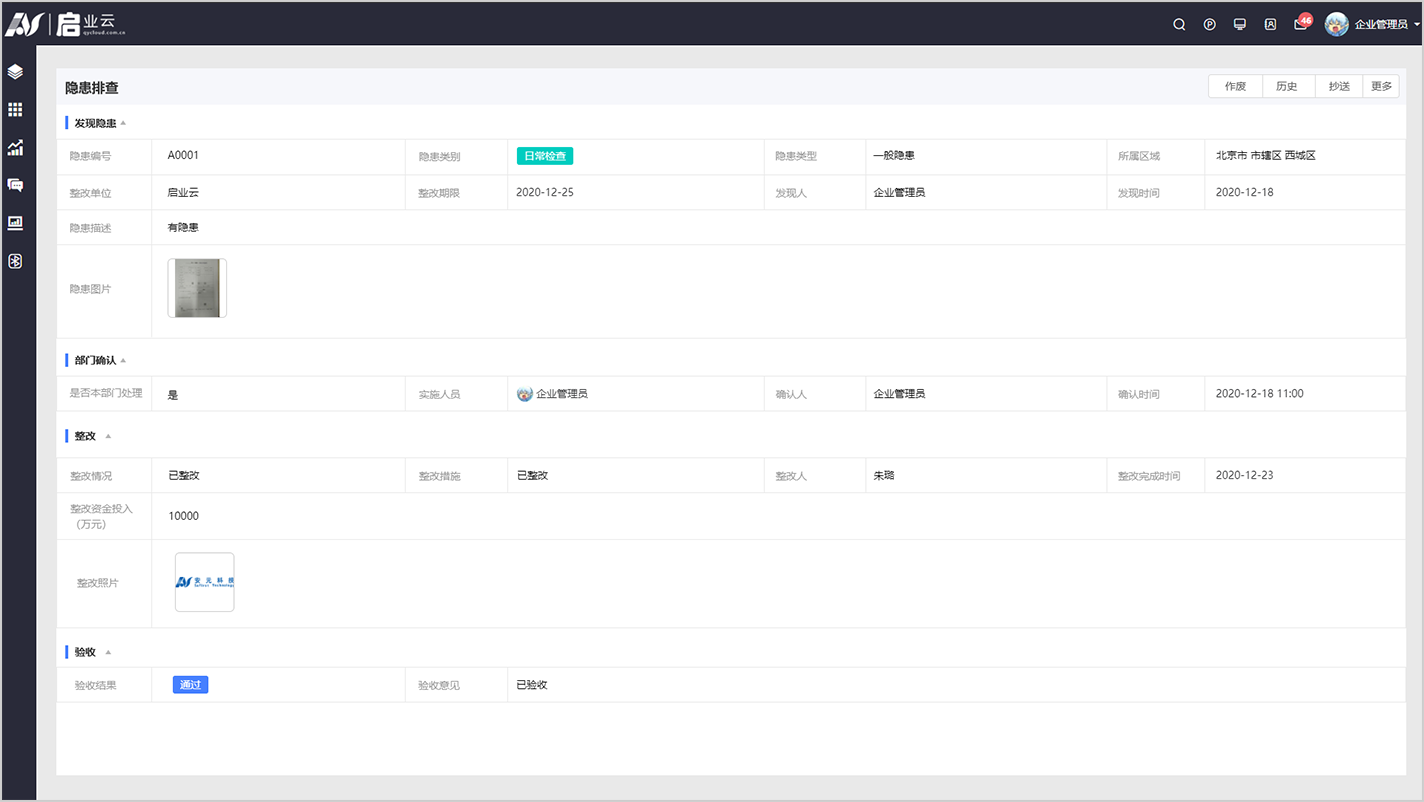 启业云
qycloud.com.cn
46
企业管理员
隐患排查
作废 历史 抄送 更多
发现隐患
隐患编号 A0001 隐患类别 日常检查 隐患类型 一般隐患 所属区域 北京市 市辖区 西城区
整改单位 启业云 整改期限 2020-12-25 发现人 企业管理员 发现时间 2020-12-18
隐患描述 有隐患
隐患图片
部门确认
是否本部门处理 是 实施人员 企业管理员 确认人 企业管理员 确认时间 2020-12-18 11:00
整改
整改情况 已整改 整改措施 已整改 整改人 朱璐 整改完成时间 2020-12-23
整改资金投入
（万元） 10000
整改照片
安元科技
验收
验收结果 通过 验收意见 已验收